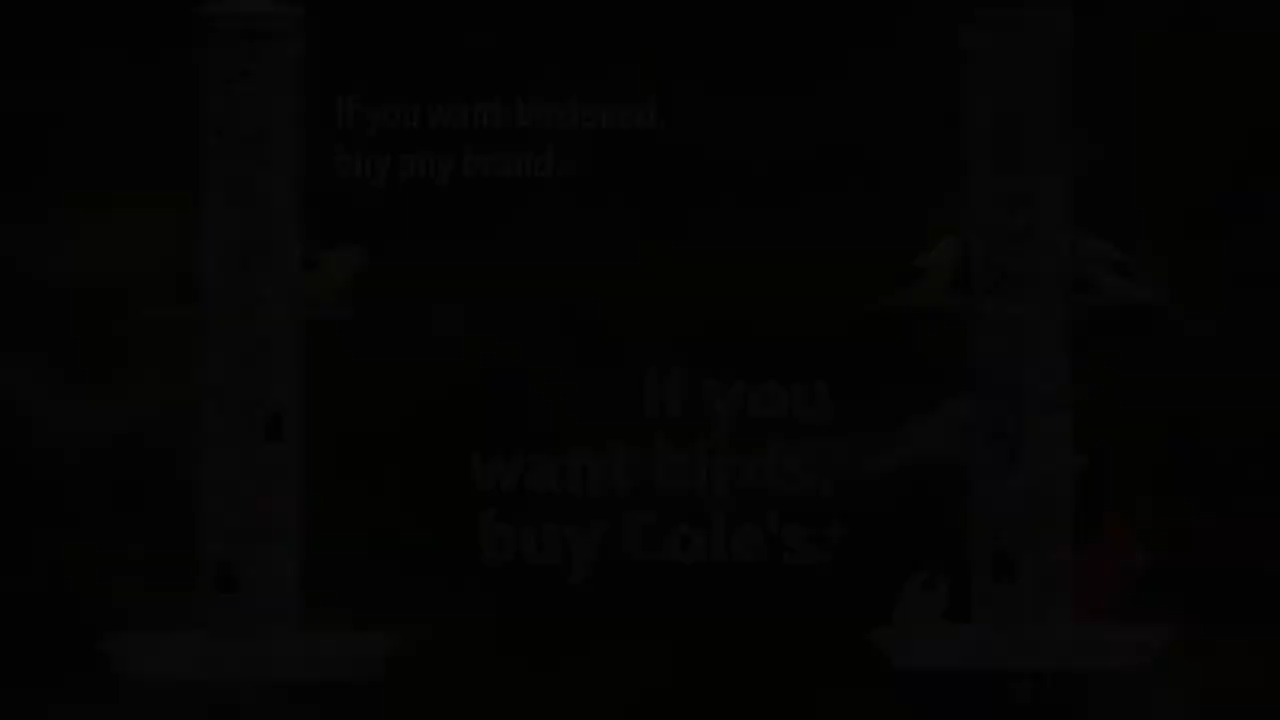 If you want birdseed,
buy any brand...
If you
want birds,
buy Cole's.